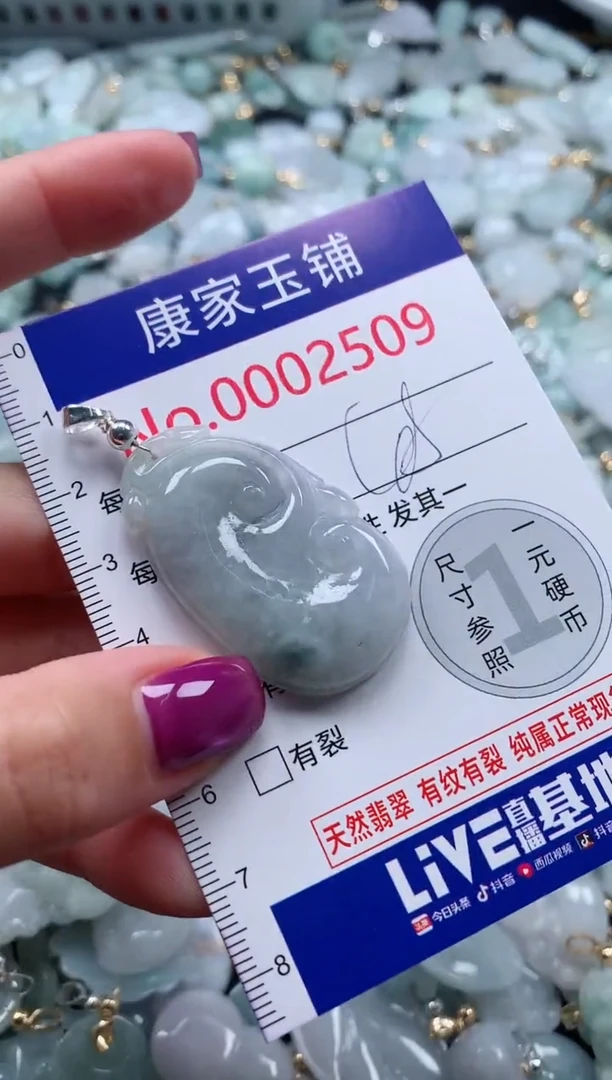 康家玉铺
No.0002509
每
发其一
每
尺寸参照
1
一元硬币
有裂
天然翡翠 有纹有裂 纯属正常现
LiVE直播基地
今日头条 抖音 西瓜视频 抖音
0
1
2
3
4
6
7
8